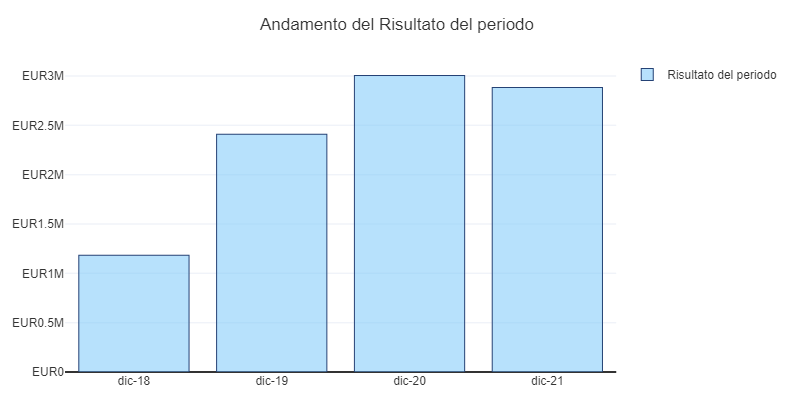 Andamento del Risultato del periodo
Risultato del periodo
EUR3M
EUR2.5M
EUR2M
EUR1.5M
EUR1M
EUR0.5M
EUR0
dic-18 dic-19 dic-20 dic-21